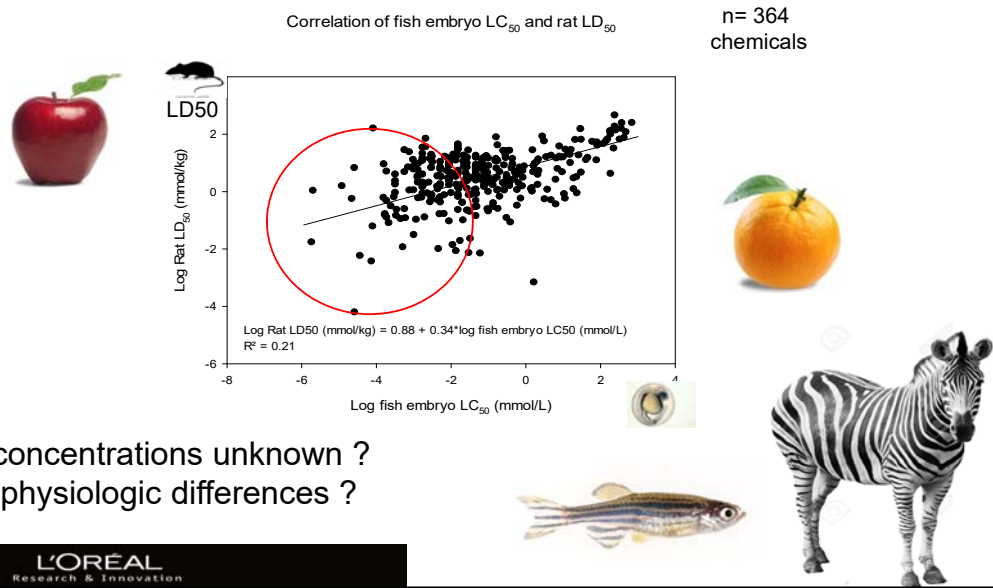 Correlation of fish embryo LC50 and rat LD50
n= 364
chemicals
LD50
2
0
-2
-4
-6
Log Rat LD50 (mmol/kg)
Log Rat LD50 (mmol/kg) = 0.88 + 0.34*log fish embryo LC50 (mmol/L)
R² = 0.21
-8 -6 -4 -2 0 2 4
Log fish embryo LC50 (mmol/L)
concentrations unknown ?
physiologic differences ?
L'ORÉAL
Research & Innovation